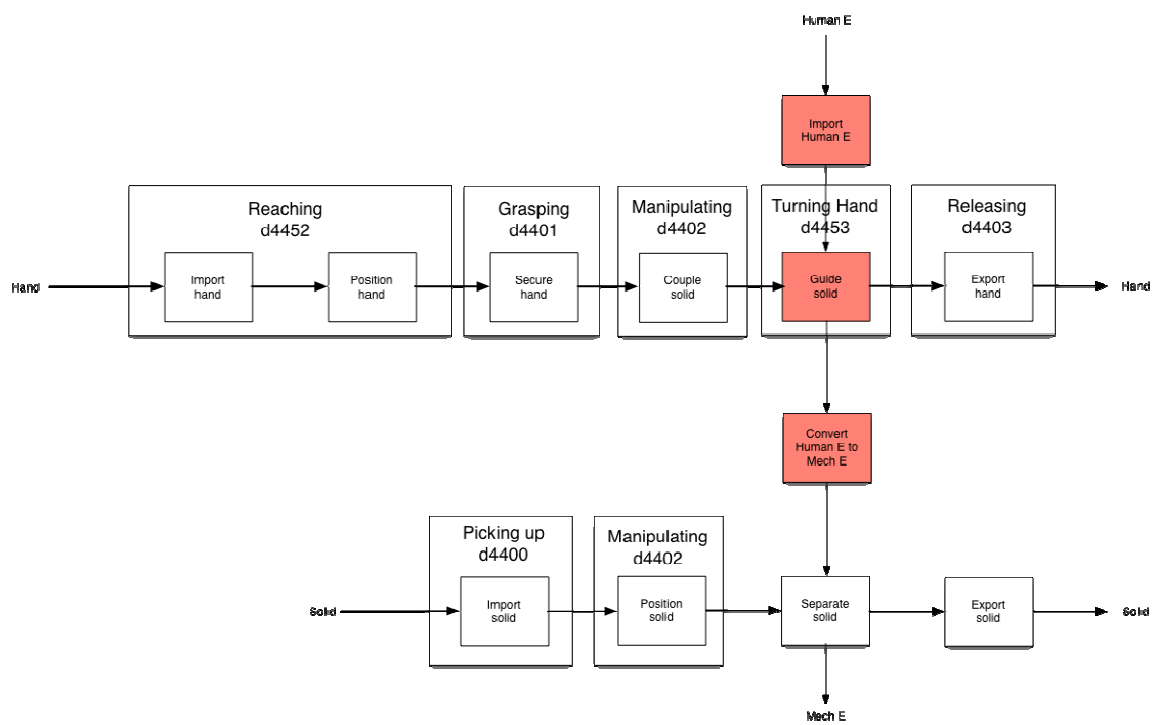 Human E
Import
Human E
Reaching
d4452
Grasping
d4401
Manipulating
d4402
Turning Hand
d4453
Releasing
d4403
Hand
Import
hand
Position
hand
Secure
hand
Couple
solid
Guide
solid
Export
hand
Hand
Convert
Human E to
Mech E
Picking up
d4400
Manipulating
d4402
Solid
Import
solid
Position
solid
Separate
solid
Export
solid
Solid
Mech E